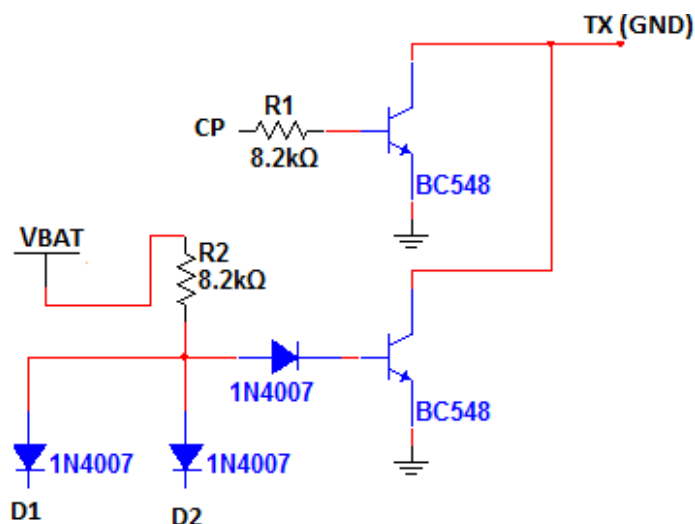 TX (GND)
R1
CP
8.2kΩ
BC548
VBAT
R2
8.2kΩ
1N4007
BC548
1N4007
1N4007
D1
D2